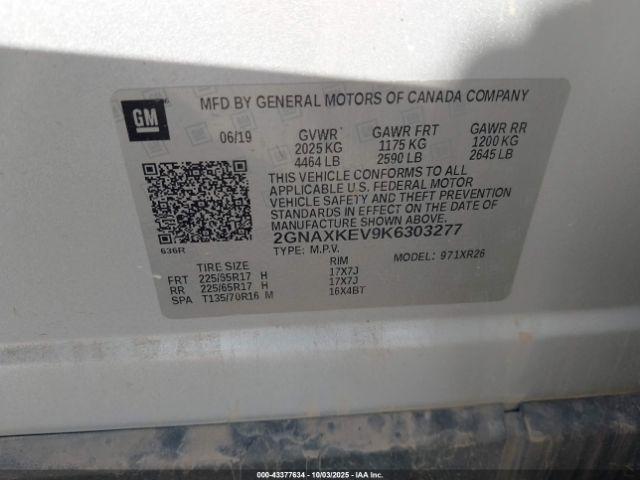 GM
MFD BY GENERAL MOTORS OF CANADA COMPANY
06/19 GVWR GAWR FRT GAWR RR
2025 KG 1175 KG 1200 KG
4464 LB 2590 LB 2645 LB
THIS VEHICLE CONFORMS TO ALL
APPLICABLE U.S. FEDERAL MOTOR
VEHICLE SAFETY AND THEFT PREVENTION
STANDARDS IN EFFECT ON THE DATE OF
MANUFACTURE SHOWN ABOVE.
636R
2GNAXKEV9K6303277
TYPE: M.P.V. MODEL: 971XR26
TIRE SIZE RIM
FRT 225/65R17 H 17X7J
RR 225/65R17 H 17X7J
SPA T135/70R16 M 16X4BT
000-43377634 - 10/03/2025 - IAA Inc.